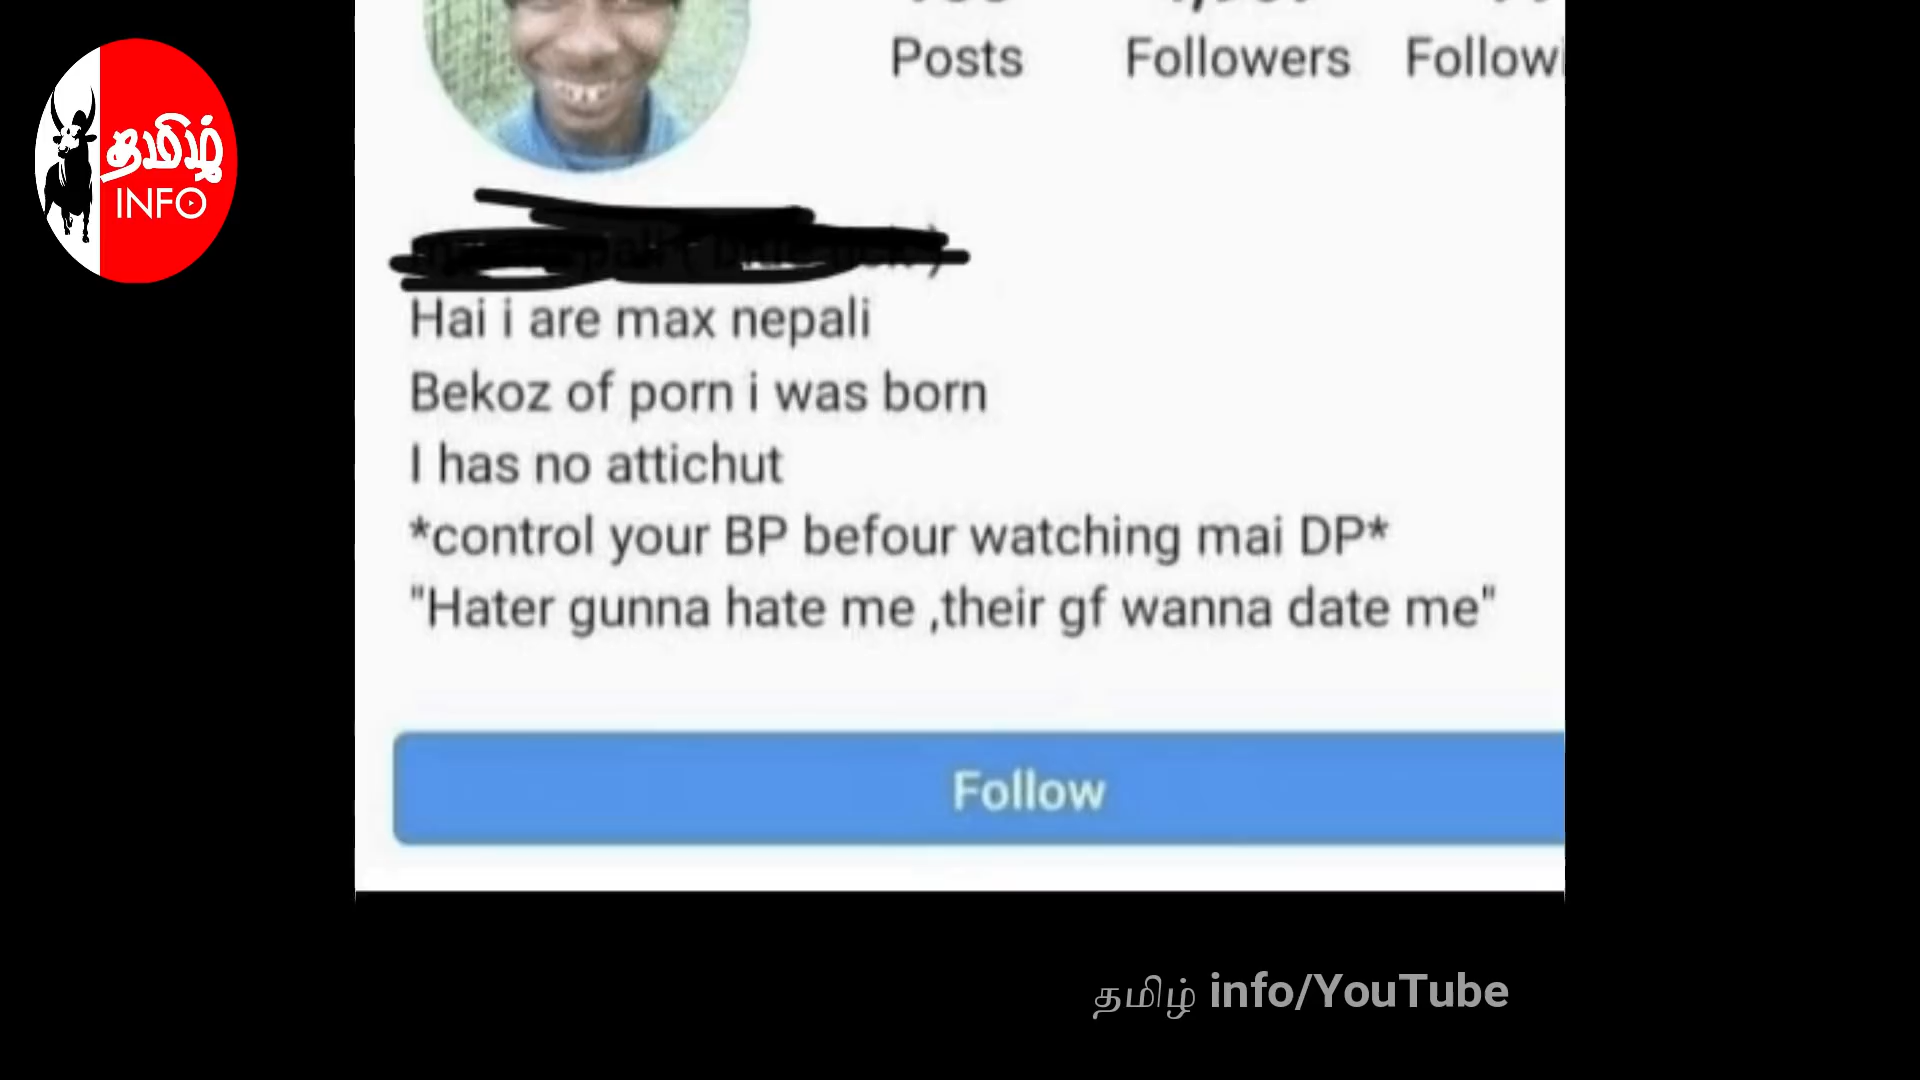 தமிழ்
INFO
Posts Followers
Hai i are max nepali
Bekoz of porn i was born
I has no attichut
*control your BP befour watching mai DP*
"Hater gunna hate me ,their gf wanna date me"
Follow
தமிழ் info/YouTube